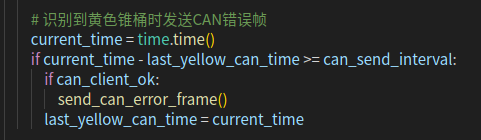 # 识别到黄色锥桶时发送CAN错误帧
current_time = time.time()
if current_time - last_yellow_can_time >= can_send_interval:
    if can_client_ok:
        send_can_error_frame()
    last_yellow_can_time = current_time